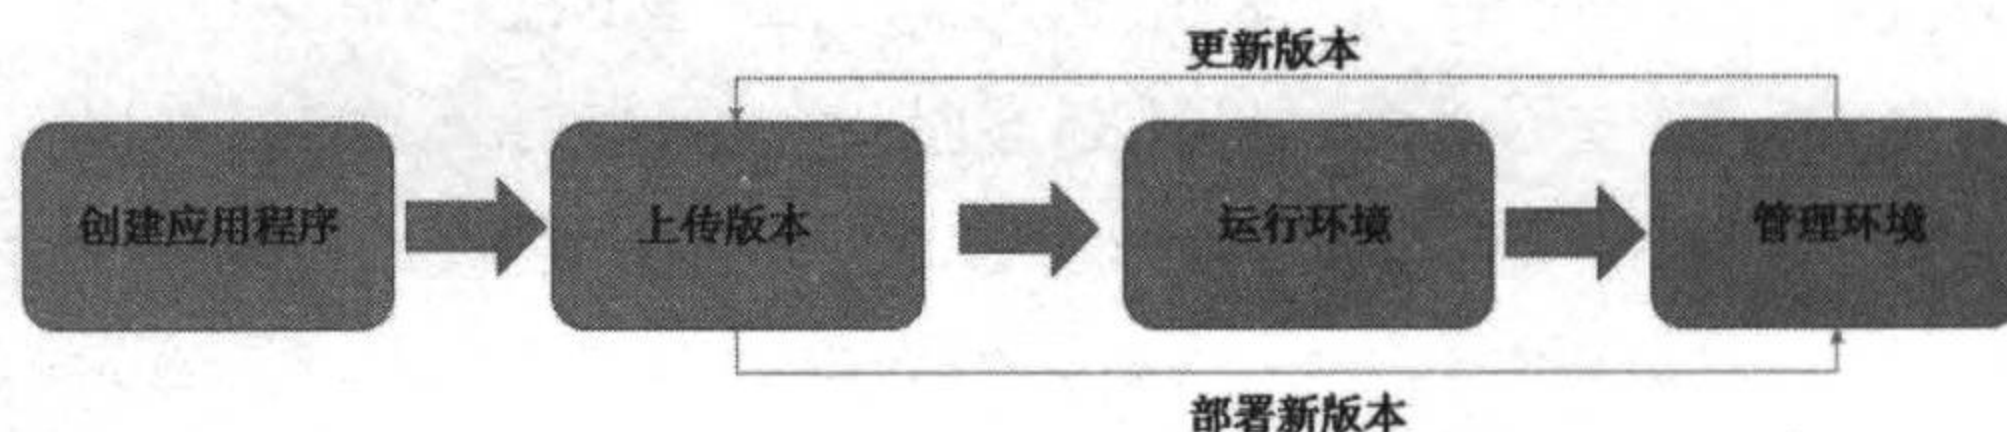 更新版本
创建应用程序
上传版本
运行环境
管理环境
部署新版本